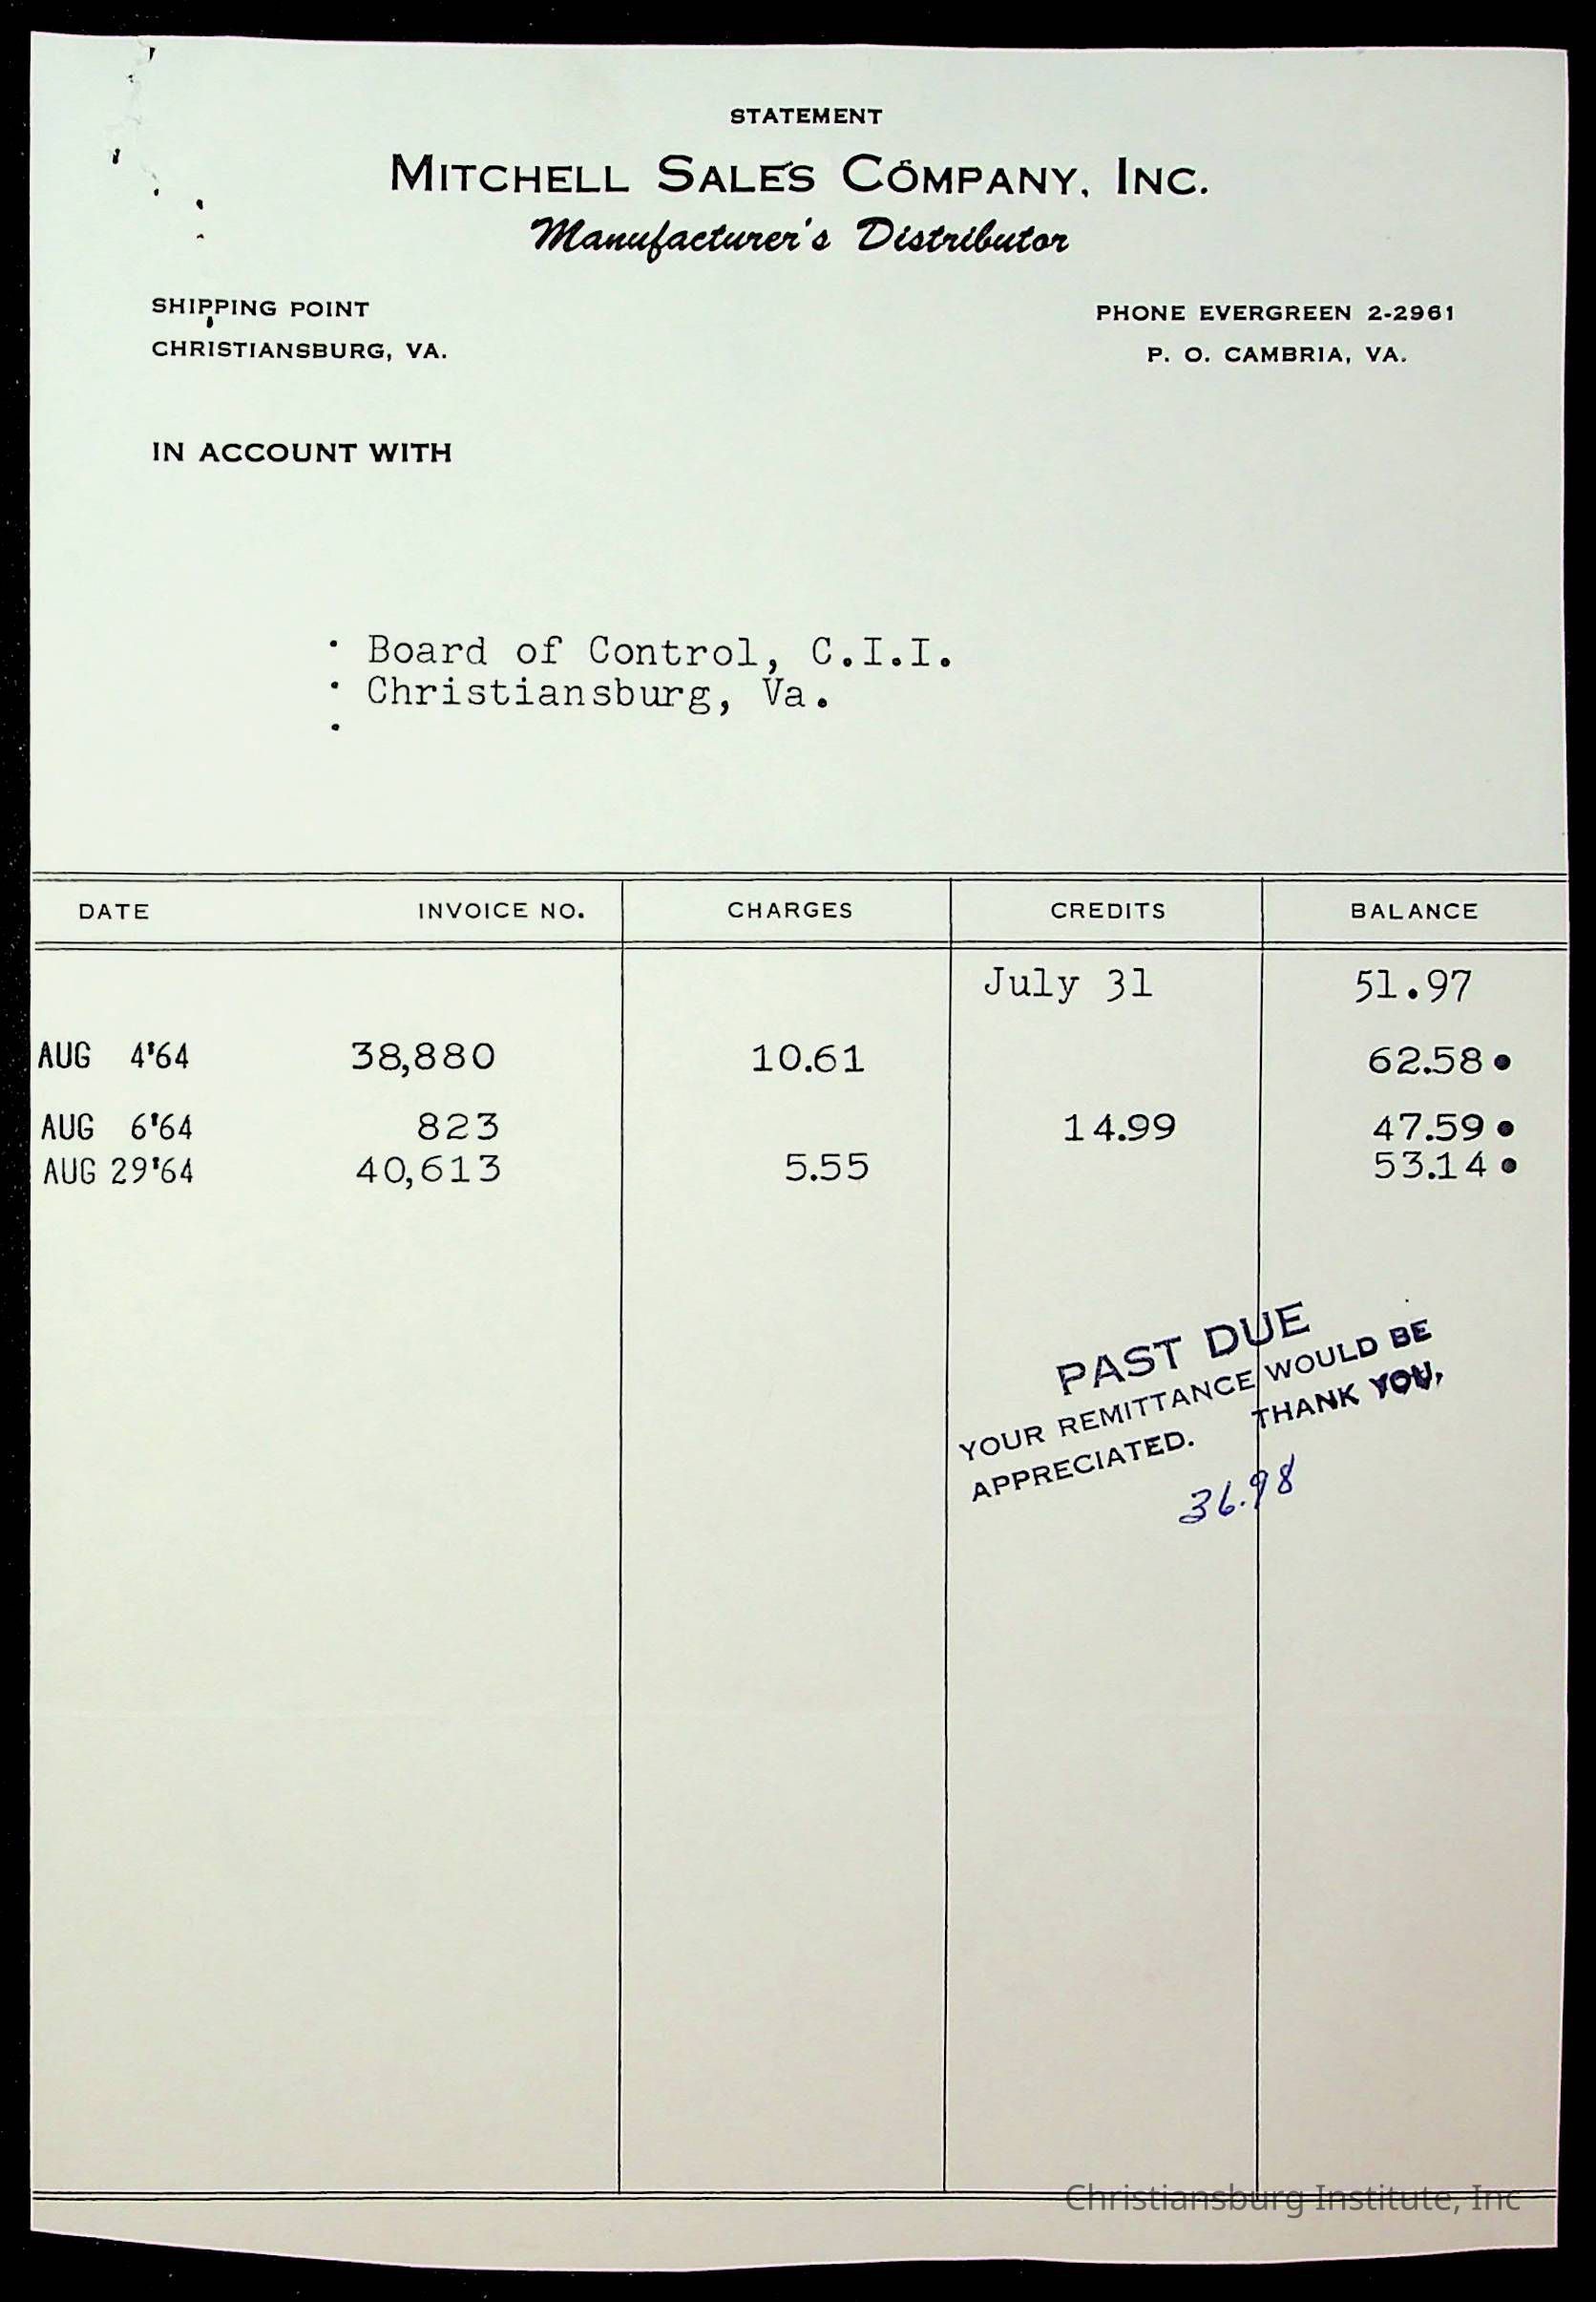 STATEMENT
MITCHELL SALES COMPANY, INC.
Manufacturer's Distributor
SHIPPING POINT
CHRISTIANSBURG, VA.
PHONE EVERGREEN 2-2961
P. O. CAMBRIA, VA.
IN ACCOUNT WITH
Board of Control, C.I.I.
Christiansburg, Va.
DATE INVOICE NO. CHARGES CREDITS BALANCE
July 31 51.97
AUG 4'64 38,880 10.61 62.58
AUG 6'64 823 14.99 47.59
AUG 29'64 40,613 5.55 53.14
PAST DUE
YOUR REMITTANCE WOULD BE
APPRECIATED. THANK YOU,
36.98
Christiansburg Institute, Inc